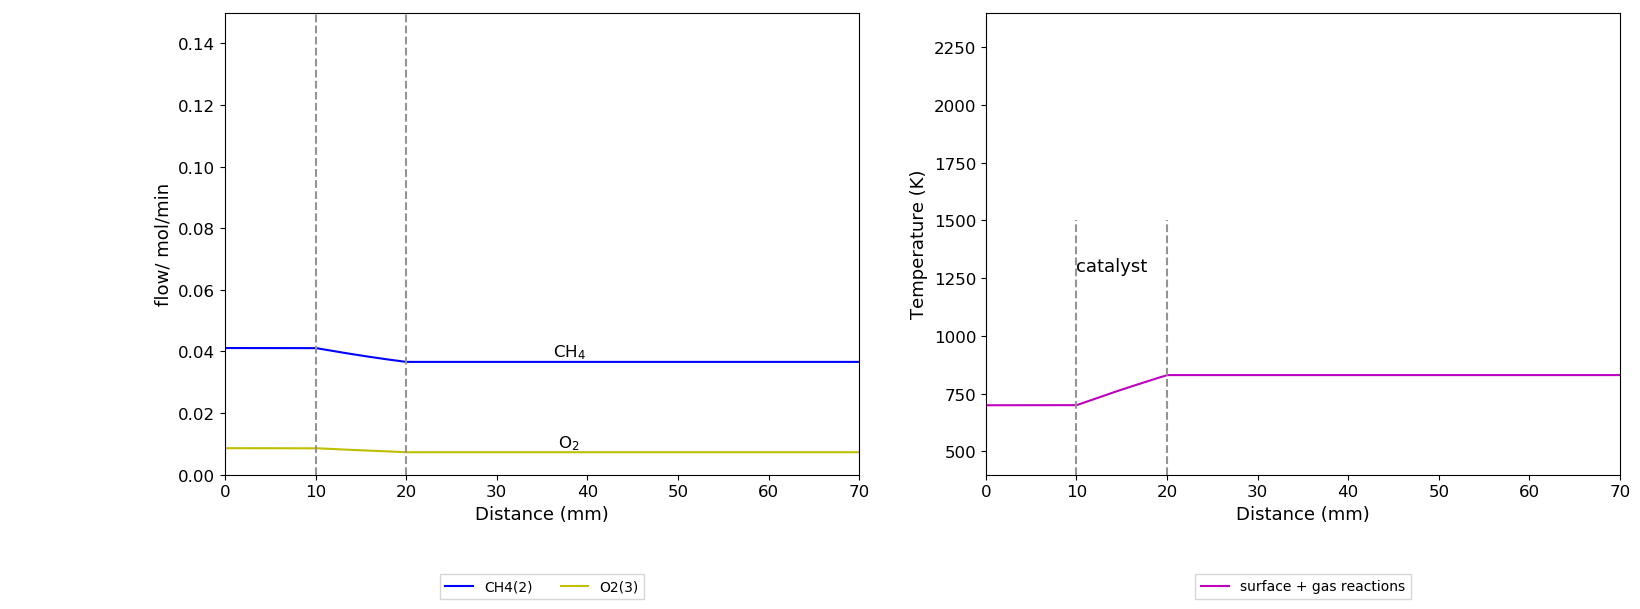 0.14
0.12
0.10
0.08
0.06
0.04
0.02
0.00
flow/ mol/min
CH₄
O₂
0 10 20 30 40 50 60 70
Distance (mm)
CH4(2) O2(3)
2250
2000
1750
1500
1250
1000
750
500
Temperature (K)
catalyst
0 10 20 30 40 50 60 70
Distance (mm)
surface + gas reactions